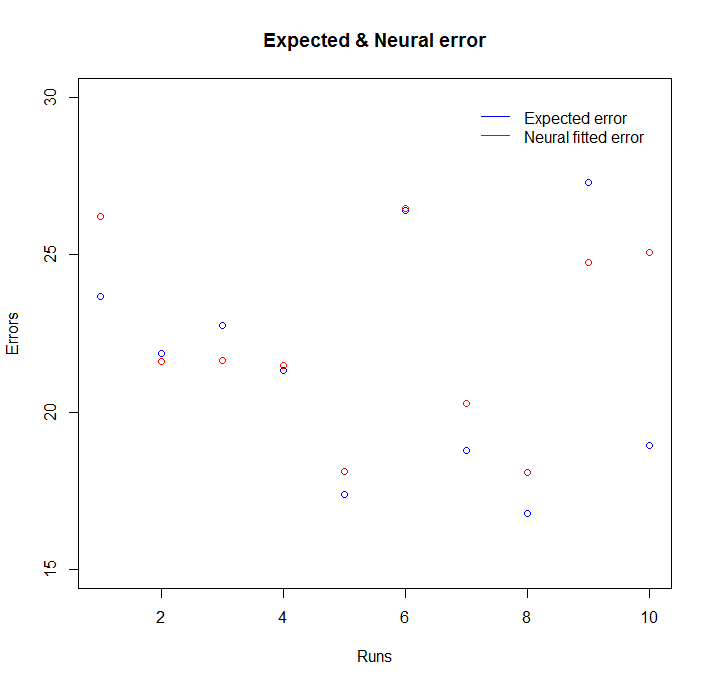 Expected & Neural error
Expected error
Neural fitted error
30
25
20
15
Errors
2 4 6 8 10
Runs